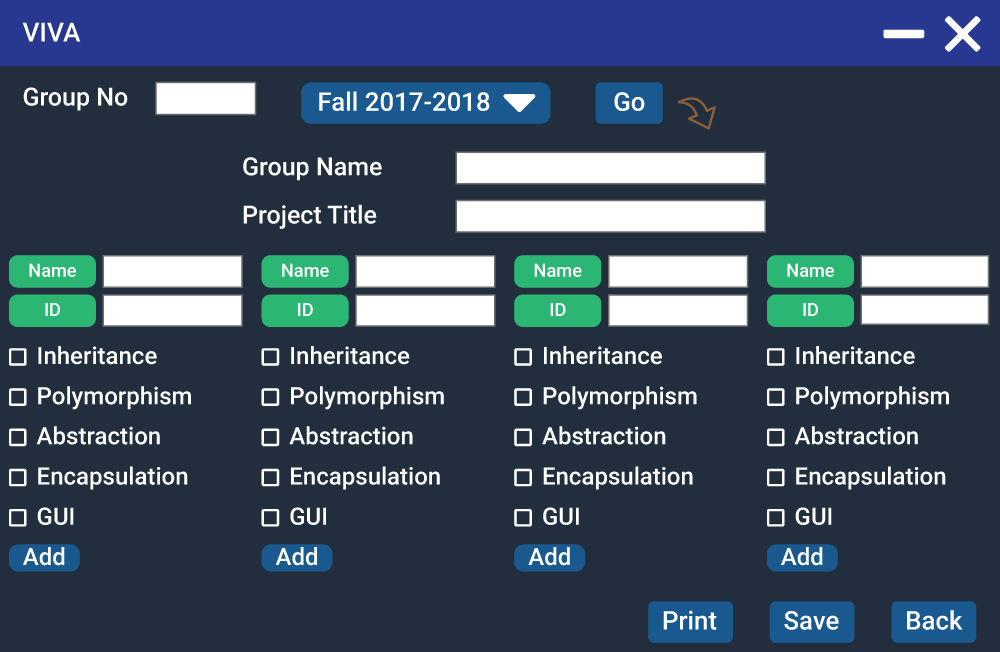 VIVA
Group No Fall 2017-2018 Go
Group Name
Project Title
Name Name Name Name
ID ID ID ID
Inheritance Inheritance Inheritance Inheritance
Polymorphism Polymorphism Polymorphism Polymorphism
Abstraction Abstraction Abstraction Abstraction
Encapsulation Encapsulation Encapsulation Encapsulation
GUI GUI GUI GUI
Add Add Add Add
Print Save Back